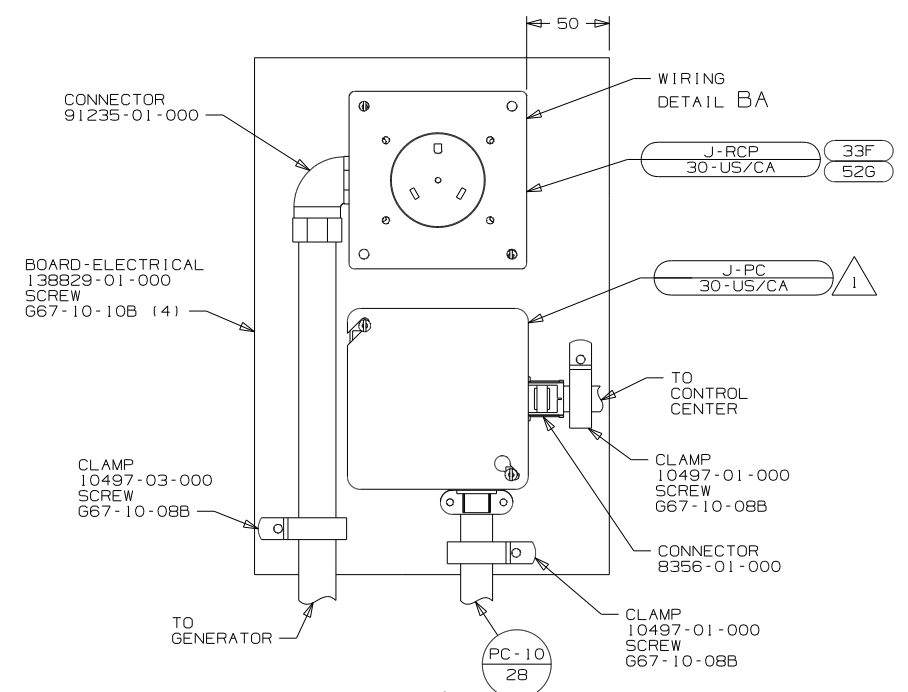 50
WIRING
DETAIL BA
CONNECTOR
91235-01-000
J-RCP
30-US/CA
33F
52G
BOARD-ELECTRICAL
138829-01-000
SCREW
G67-10-10B (4)
J-PC
30-US/CA
1
TO
CONTROL
CENTER
CLAMP
10497-03-000
SCREW
G67-10-08B
CLAMP
10497-01-000
SCREW
G67-10-08B
CONNECTOR
8356-01-000
TO
GENERATOR
CLAMP
10497-01-000
SCREW
G67-10-08B
PC-10
28